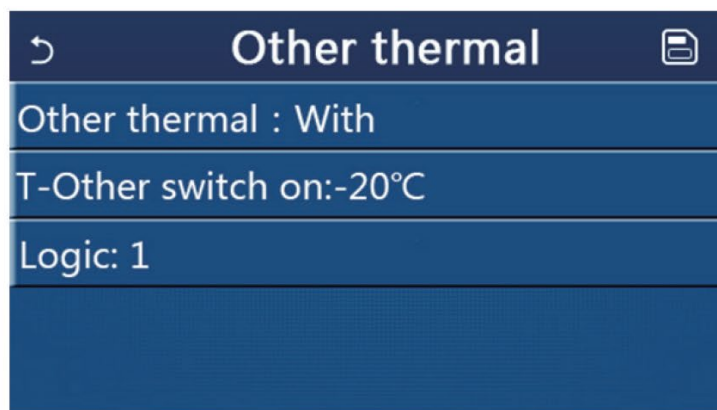 Other thermal
Other thermal : With
T-Other switch on:-20℃
Logic: 1